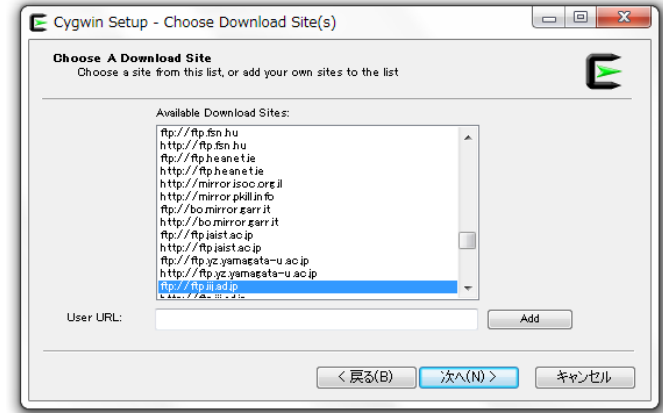 Cygwin Setup - Choose Download Site(s)
Choose A Download Site
Choose a site from this list, or add your own sites to the list
Available Download Sites:
ftp://ftp.fsn.hu
http://ftp.fsn.hu
ftp://ftp.heanet.ie
http://ftp.heanet.ie
http://mirror.isoc.org.il
http://mirror.pkill.info
ftp://bo.mirror.garr.it
http://bo.mirror.garr.it
ftp://ftp.jaist.ac.jp
http://ftp.jaist.ac.jp
ftp://ftp.yz.yamagata-u.ac.jp
http://ftp.yz.yamagata-u.ac.jp
ftp://ftp.iij.ad.jp
User URL:
Add
< 戻る(B)
次へ(N) >
キャンセル